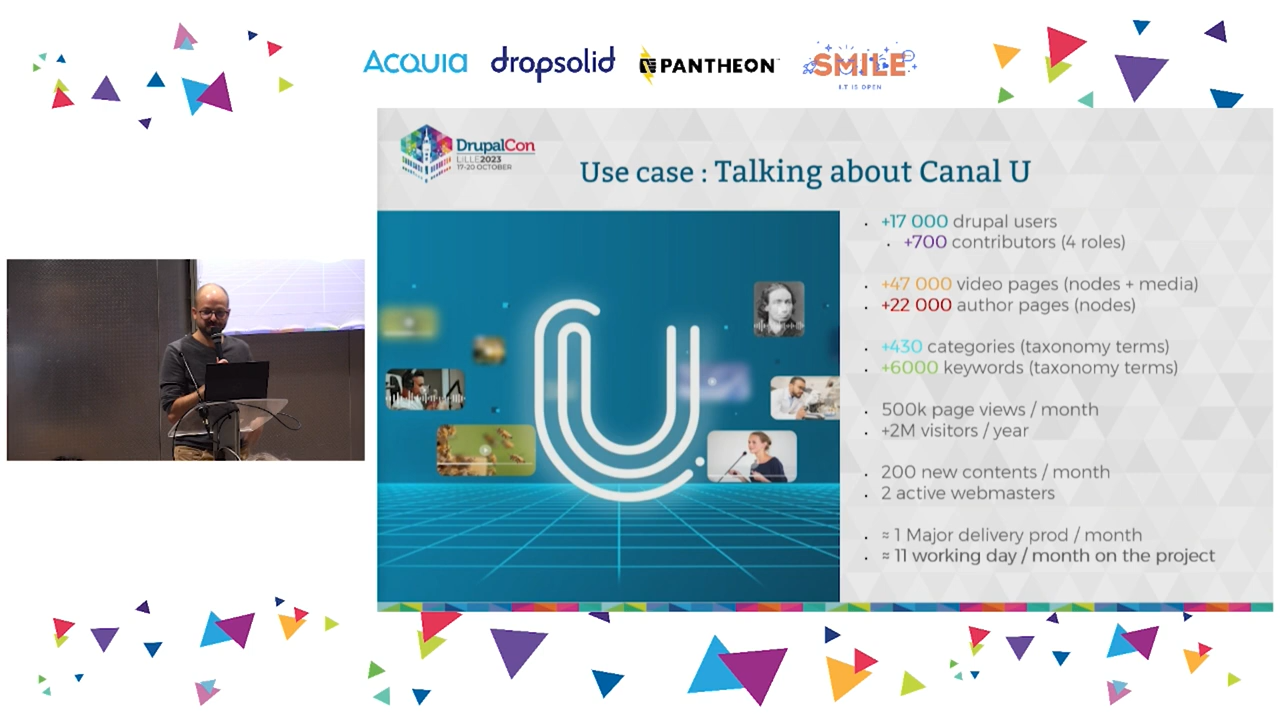 ACQUIA
dropsolid
PANTHEON
SMILE
I.T IS OPEN
DrupalCon
LILLE2023
17-20 OCTOBER
Use case : Talking about Canal U
+17 000 drupal users
+700 contributors (4 roles)
+47 000 video pages (nodes + media)
+22 000 author pages (nodes)
+430 categories (taxonomy terms)
+6000 keywords (taxonomy terms)
500k page views / month
+2M visitors / year
200 new contents / month
2 active webmasters
≈ 1 Major delivery prod / month
≈ 11 working day / month on the project